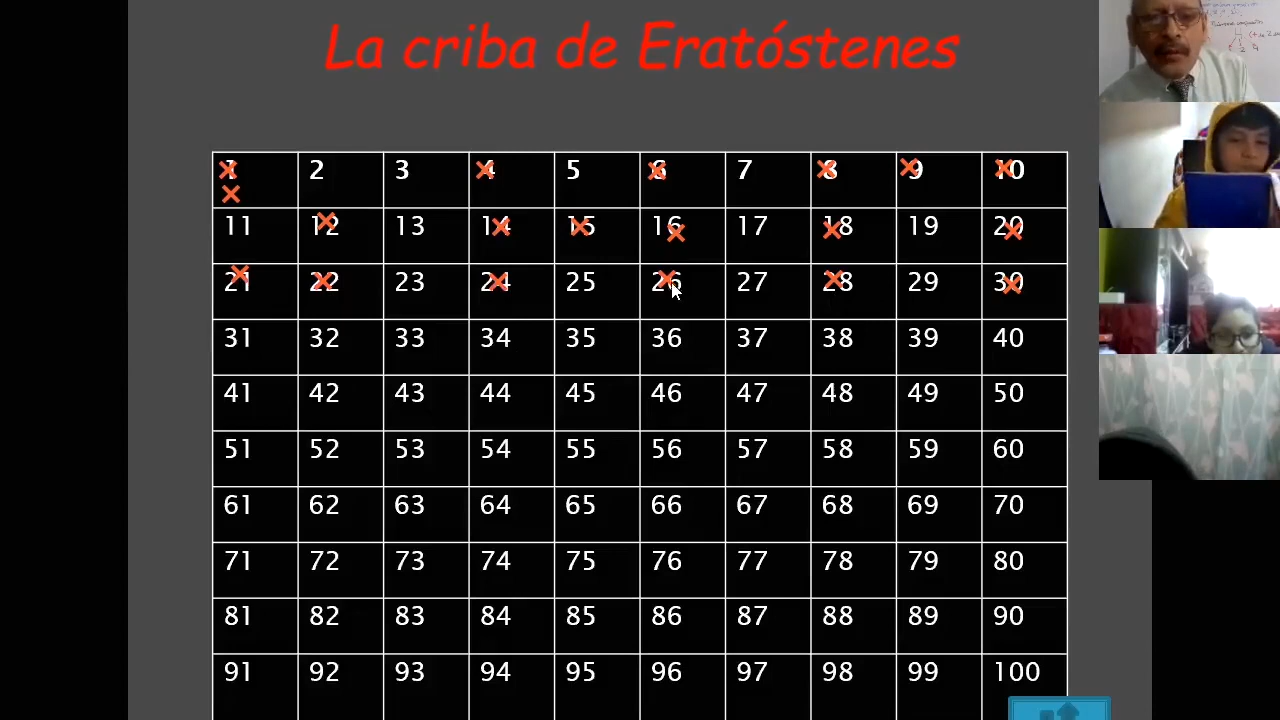 La criba de Eratóstenes
1 2 3 4 5 6 7 8 9 10
11 12 13 14 15 16 17 18 19 20
21 22 23 24 25 26 27 28 29 30
31 32 33 34 35 36 37 38 39 40
41 42 43 44 45 46 47 48 49 50
51 52 53 54 55 56 57 58 59 60
61 62 63 64 65 66 67 68 69 70
71 72 73 74 75 76 77 78 79 80
81 82 83 84 85 86 87 88 89 90
91 92 93 94 95 96 97 98 99 100